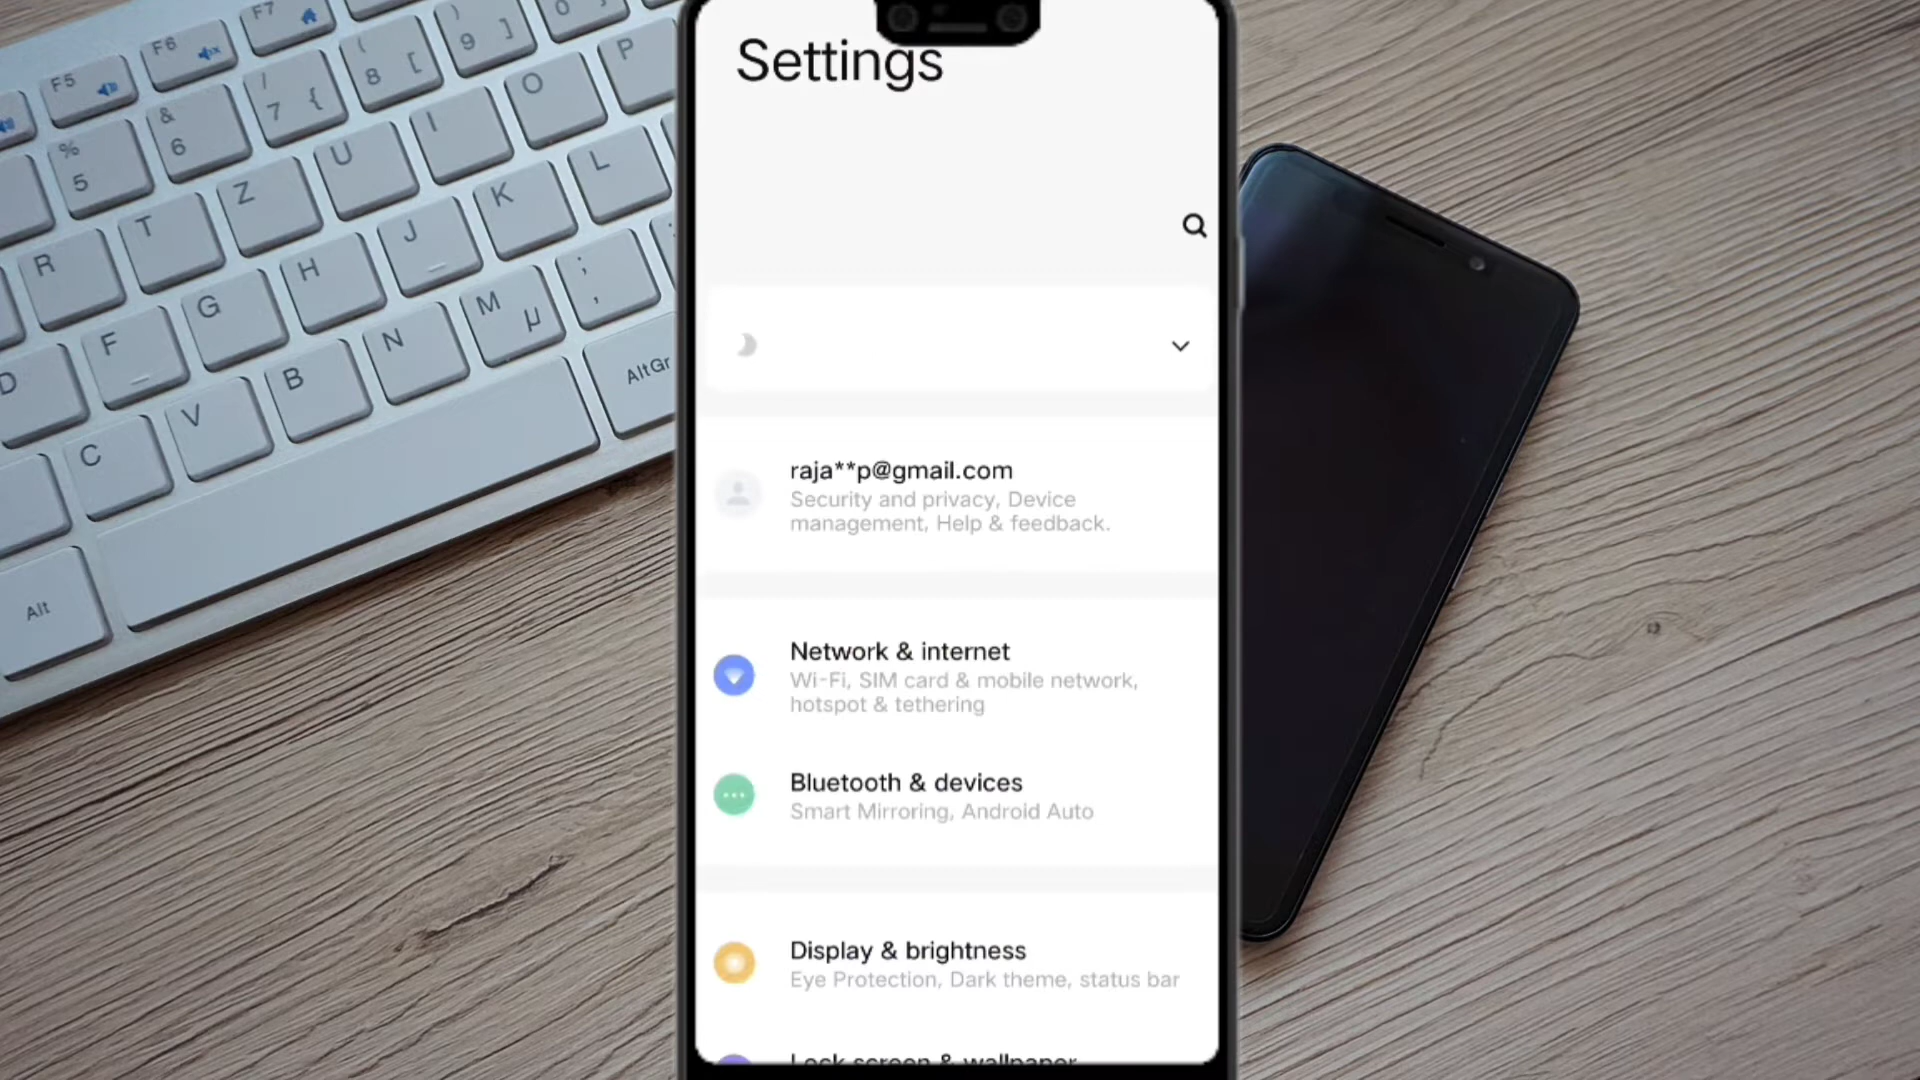 Settings
raja**p@gmail.com
Security and privacy, Device
management, Help & feedback.
Network & internet
Wi-Fi, SIM card & mobile network,
hotspot & tethering
Bluetooth & devices
Smart Mirroring, Android Auto
Display & brightness
Eye Protection, Dark theme, status bar
Lock screen & wallpaper
F5
F6
F7
%
5
&
6
/
7 {
(
8 [
)
9 ]
R
T
Z
U
I
O
P
D
F
G
H
J
K
L
C
V
B
N
M µ
;
,
Alt
AltGr